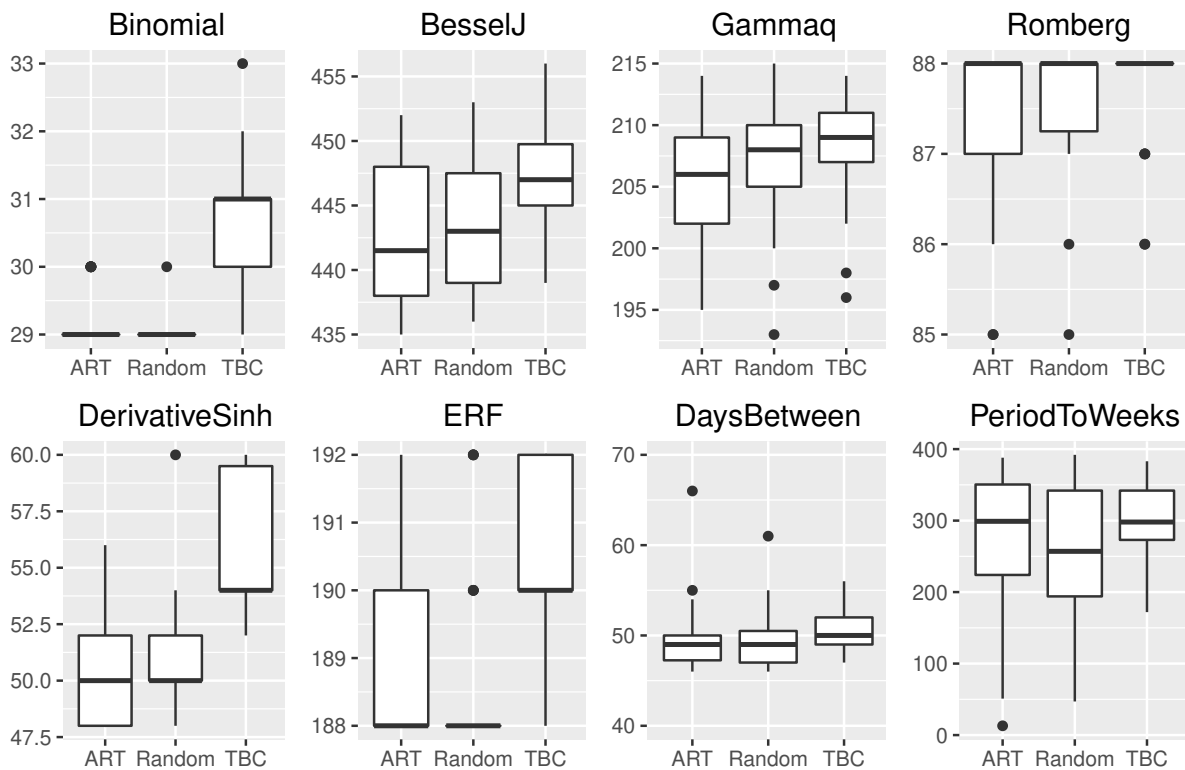 Binomial
BesselJ
Gammaq
Romberg
33
32
31
30
29
455
450
445
440
435
215
210
205
200
195
88
87
86
85
ART Random TBC
ART Random TBC
ART Random TBC
ART Random TBC
DerivativeSinh
ERF
DaysBetween
PeriodToWeeks
60.0
57.5
55.0
52.5
50.0
47.5
192
191
190
189
188
70
60
50
40
400
300
200
100
0
ART Random TBC
ART Random TBC
ART Random TBC
ART Random TBC